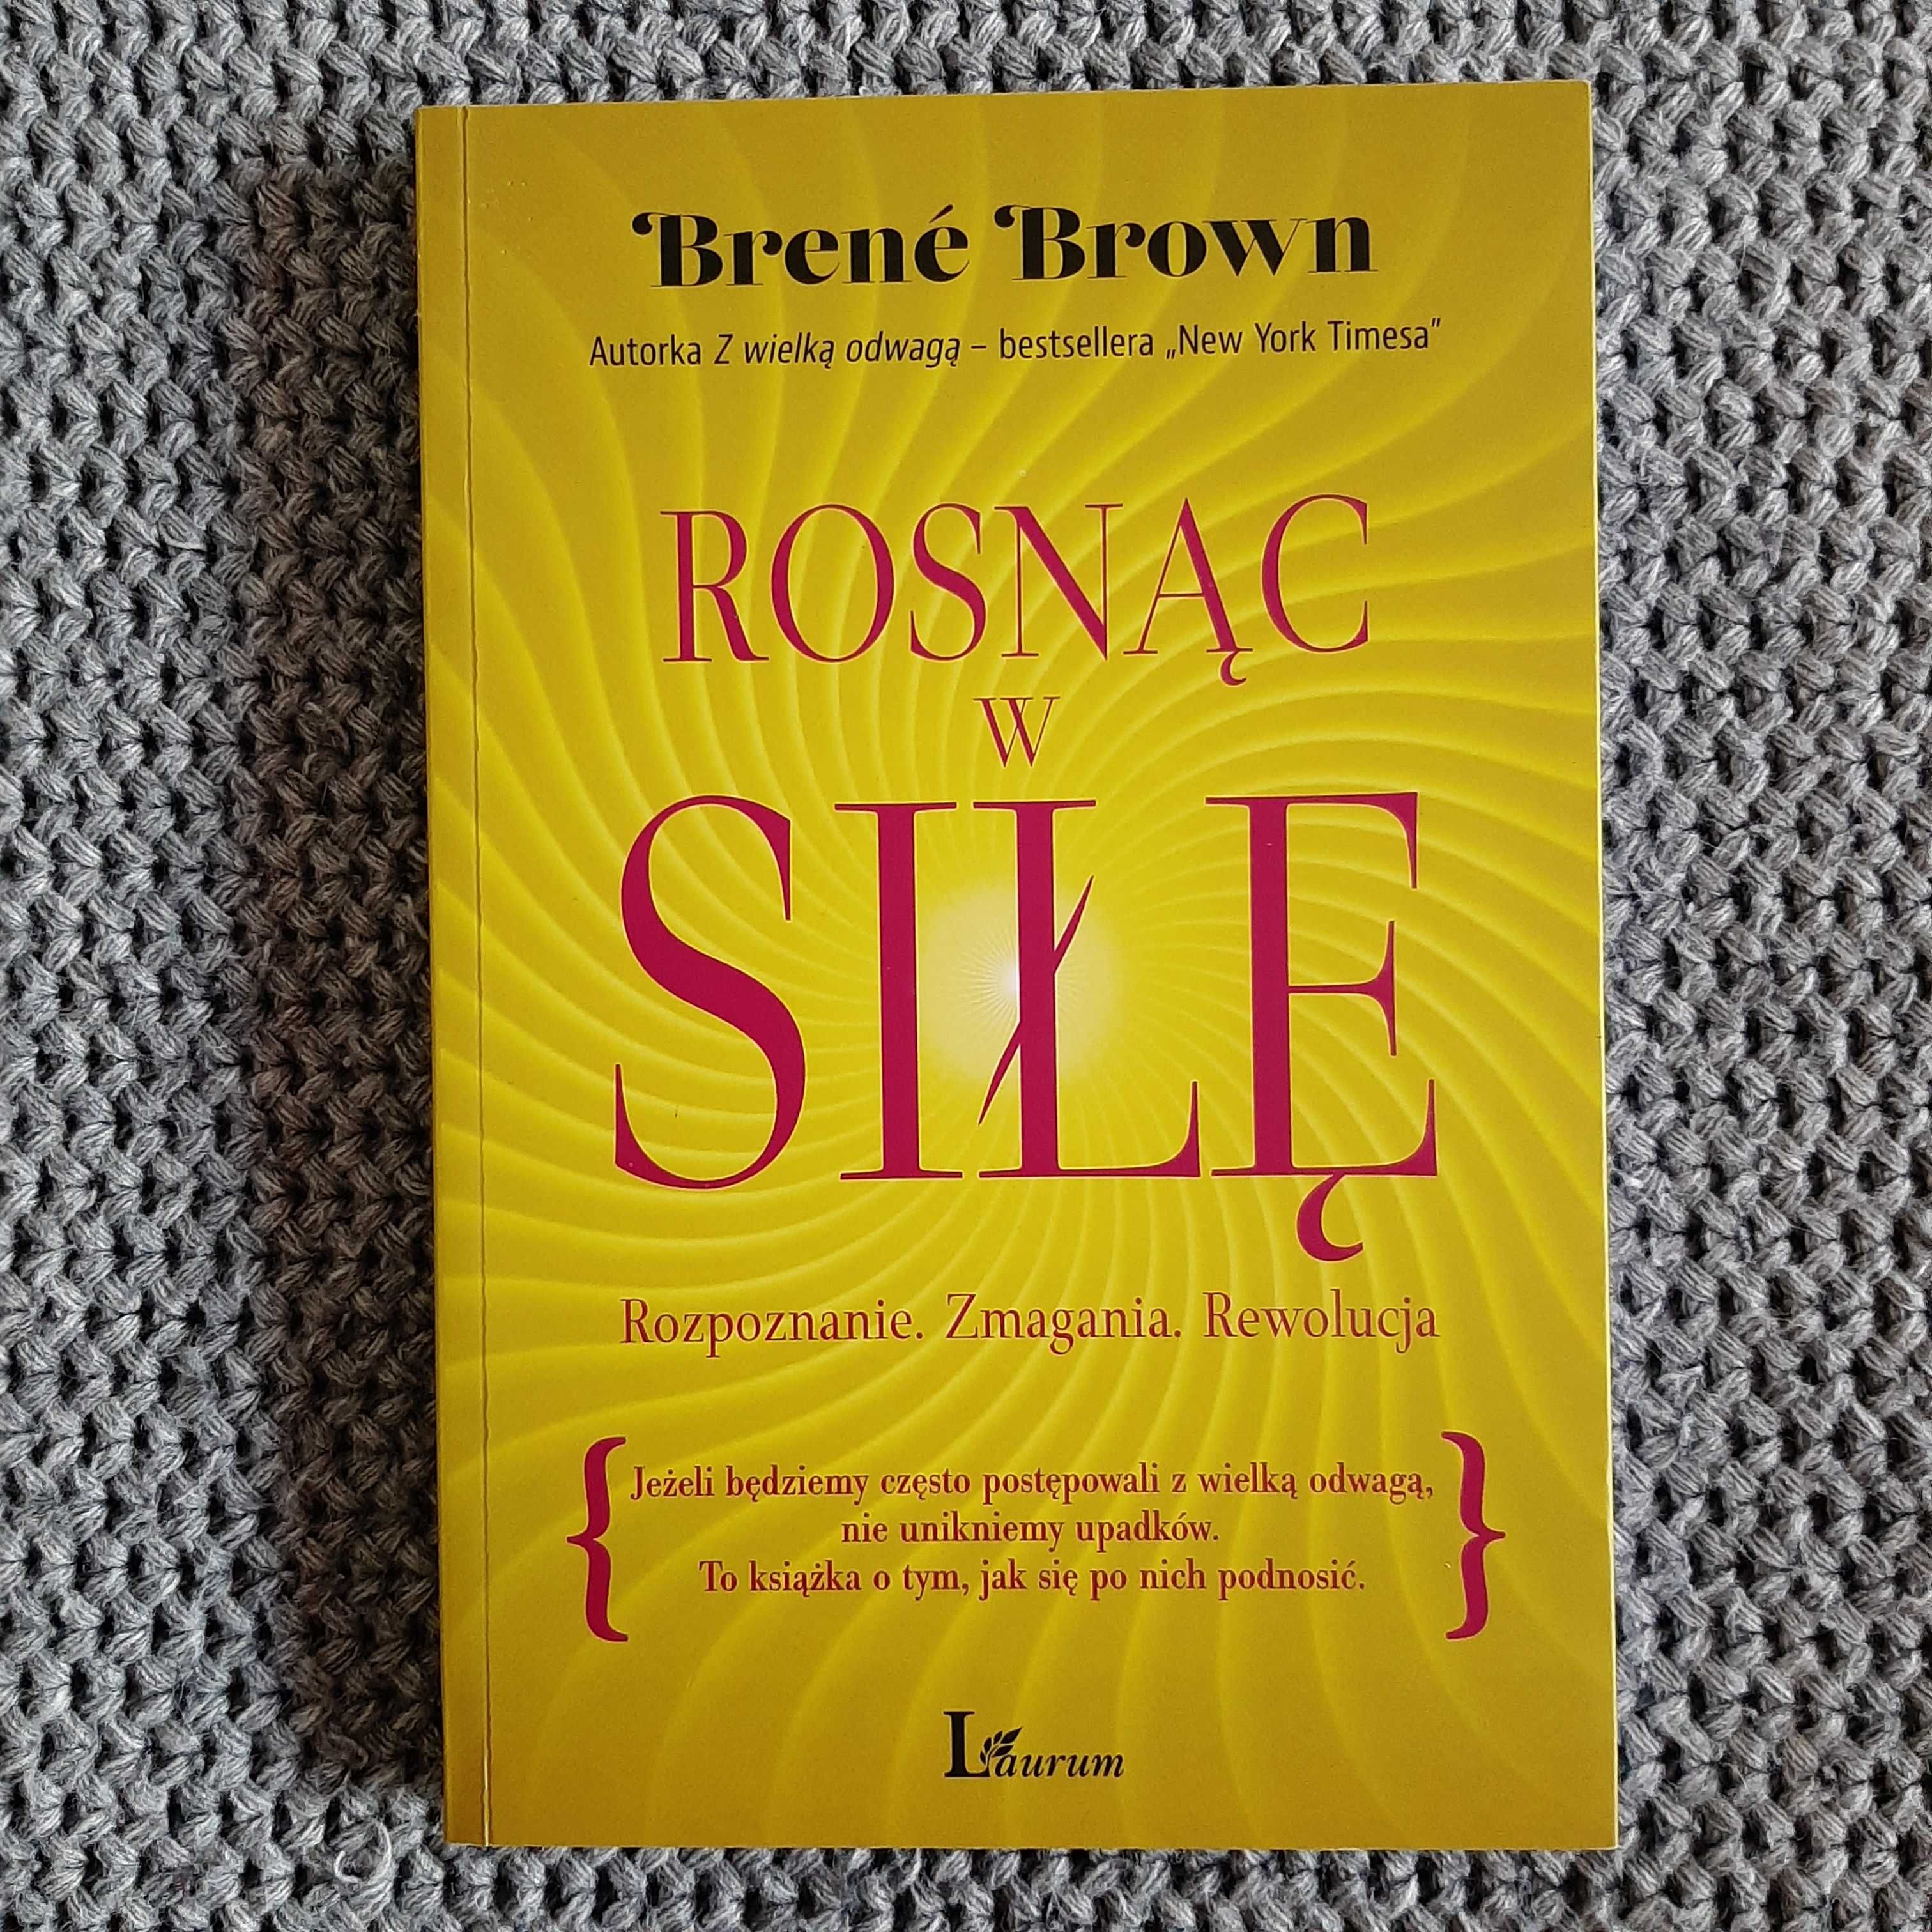 Brené Brown
Autorka Z wielką odwagą – bestsellera „New York Timesa”
ROSNĄC
W
SIŁĘ
Rozpoznanie. Zmagania. Rewolucja
{ Jeżeli będziemy często postępowali z wielką odwagą,
nie unikniemy upadków.
To książka o tym, jak się po nich podnosić. }
Laurum